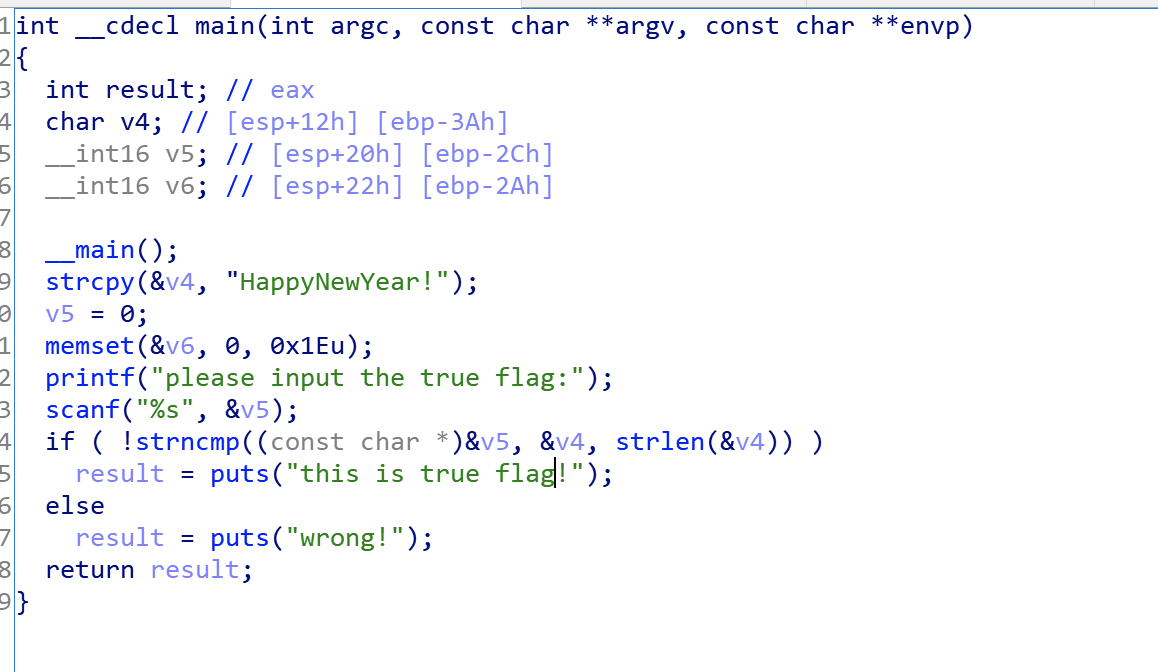 1 int __cdecl main(int argc, const char **argv, const char **envp)
2 {
3   int result; // eax
4   char v4; // [esp+12h] [ebp-3Ah]
5   __int16 v5; // [esp+20h] [ebp-2Ch]
6   __int16 v6; // [esp+22h] [ebp-2Ah]
7
8   __main();
9   strcpy(&v4, "HappyNewYear!");
0   v5 = 0;
1   memset(&v6, 0, 0x1Eu);
2   printf("please input the true flag:");
3   scanf("%s", &v5);
4   if ( !strncmp((const char *)&v5, &v4, strlen(&v4)) )
5     result = puts("this is true flag!");
6   else
7     result = puts("wrong!");
8   return result;
9 }